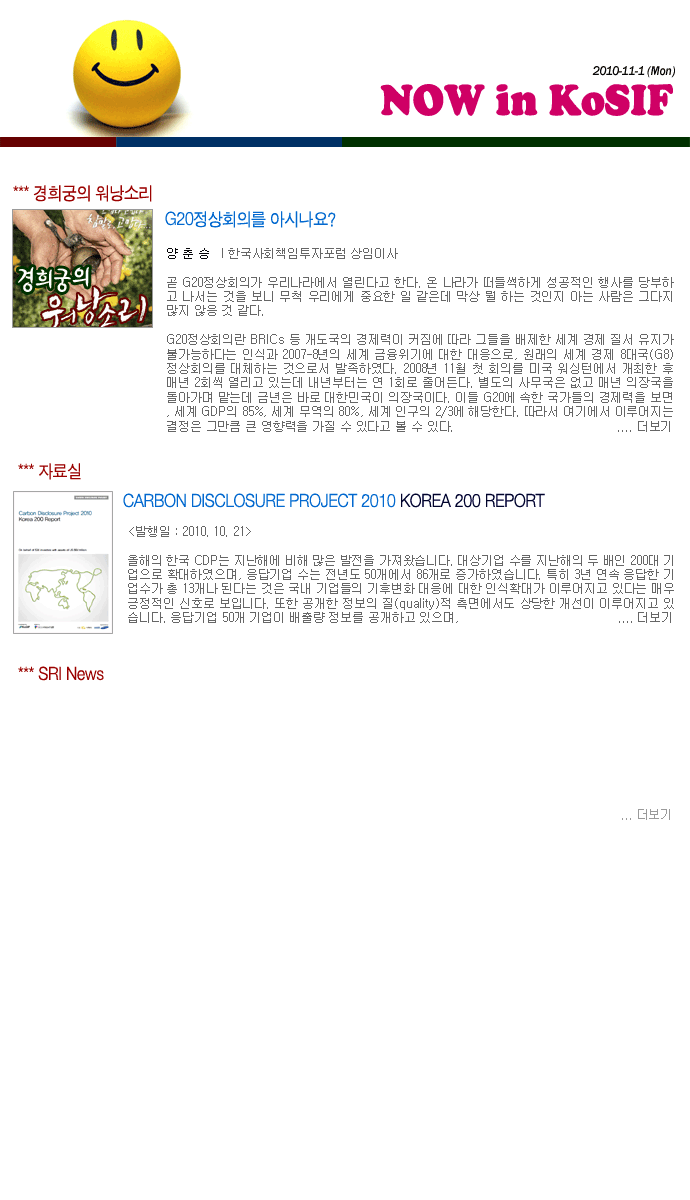 2010-11-1 (Mon)
NOW in KoSIF
*** 경희궁의 워낭소리
경희궁의
워낭소리
G20정상회의를 아시나요?
양 춘 승 l 한국사회책임투자포럼 상임이사
곧 G20정상회의가 우리나라에서 열린다고 한다. 온 나라가 떠들썩하게 성공적인 행사를 당부하
고 나서는 것을 보니 무척 우리에게 중요한 일 같은데 막상 뭘 하는 것인지 아는 사람은 그다지
많지 않응 것 같다.
G20정상회의란 BRICs 등 개도국의 경제력이 커짐에 따라 그들을 배제한 세계 경제 질서 유지가
불가능하다는 인식과 2007-8년의 세계 금융위기에 대한 대응으로, 원래의 세계 경제 8대국(G8)
정상회의를 대체하는 것으로서 발족하였다. 2008년 11월 첫 회의를 미국 워싱턴에서 개최한 후
매년 2회씩 열리고 있는데 내년부터는 연 1회로 줄어든다. 별도의 사무국은 없고 매년 의장국을
돌아가며 맡는데 금년은 바로 대한민국이 의장국이다. 이들 G20에 속한 국가들의 경제력을 보면
, 세계 GDP의 85%, 세계 무역의 80%, 세계 인구의 2/3에 해당한다. 따라서 여기에서 이루어지는
결정은 그만큼 큰 영향력을 가질 수 있다고 볼 수 있다. .... 더보기
*** 자료실
Carbon Disclosure Project 2010
Korea 200 Report
CARBON DISCLOSURE PROJECT 2010 KOREA 200 REPORT
<발행일 : 2010. 10. 21>
올해의 한국 CDP는 지난해에 비해 많은 발전을 가져왔습니다. 대상기업 수를 지난해의 두 배인 200대 기
업으로 확대하였으며, 응답기업 수는 전년도 50개에서 86개로 증가하였습니다. 특히 3년 연속 응답한 기
업수가 총 13개나 된다는 것은 국내 기업들의 기후변화 대응에 대한 인식확대가 이루어지고 있다는 매우
긍정적인 신호로 보입니다. 또한 공개한 정보의 질(quality)적 측면에서도 상당한 개선이 이루어지고 있
습니다. 응답기업 50개 기업이 배출량 정보를 공개하고 있으며, .... 더보기
*** SRI News
... 더보기